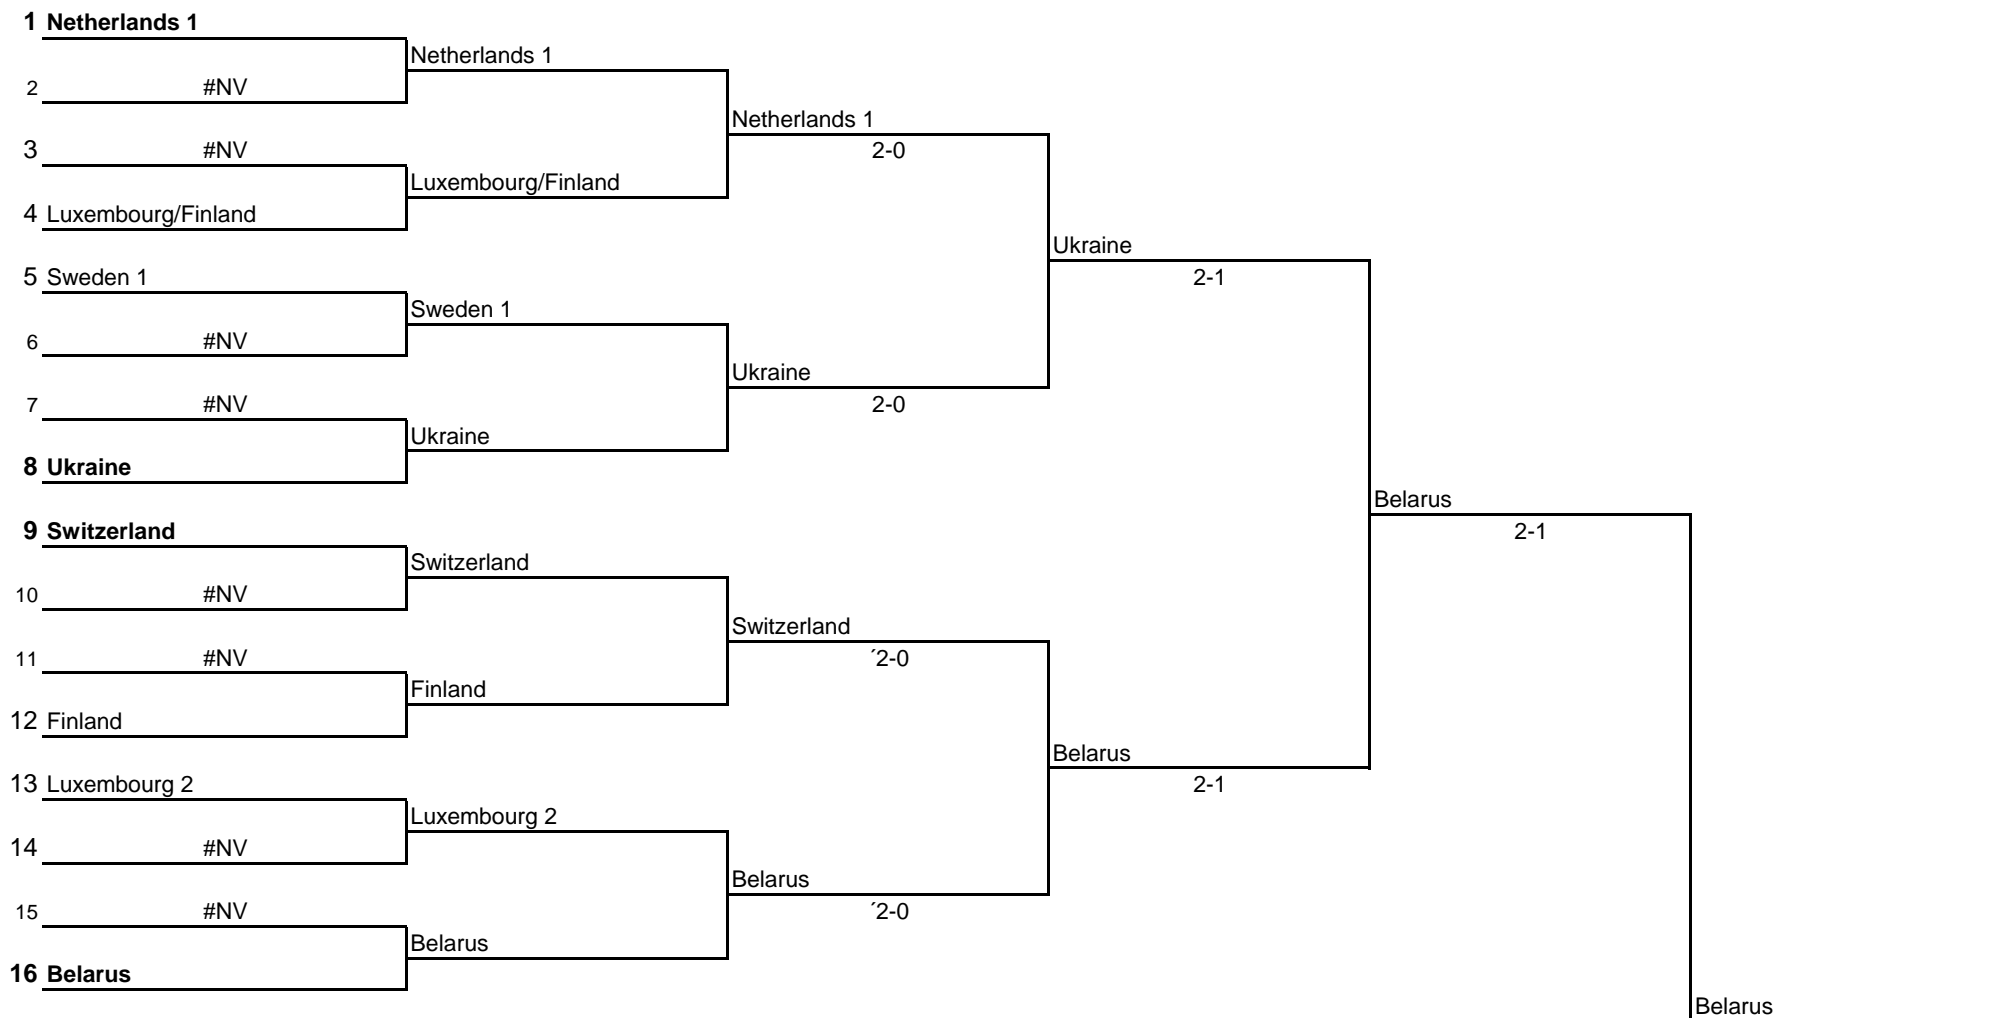 1 Netherlands 1
Netherlands 1
2 #NV
Netherlands 1
3 #NV
2-0
Luxembourg/Finland
4 Luxembourg/Finland
Ukraine
5 Sweden 1
2-1
Sweden 1
6 #NV
Ukraine
7 #NV
2-0
Ukraine
8 Ukraine
Belarus
9 Switzerland
2-1
Switzerland
10 #NV
Switzerland
11 #NV
´2-0
Finland
12 Finland
Belarus
13 Luxembourg 2
2-1
Luxembourg 2
14 #NV
Belarus
15 #NV
´2-0
Belarus
16 Belarus
Belarus